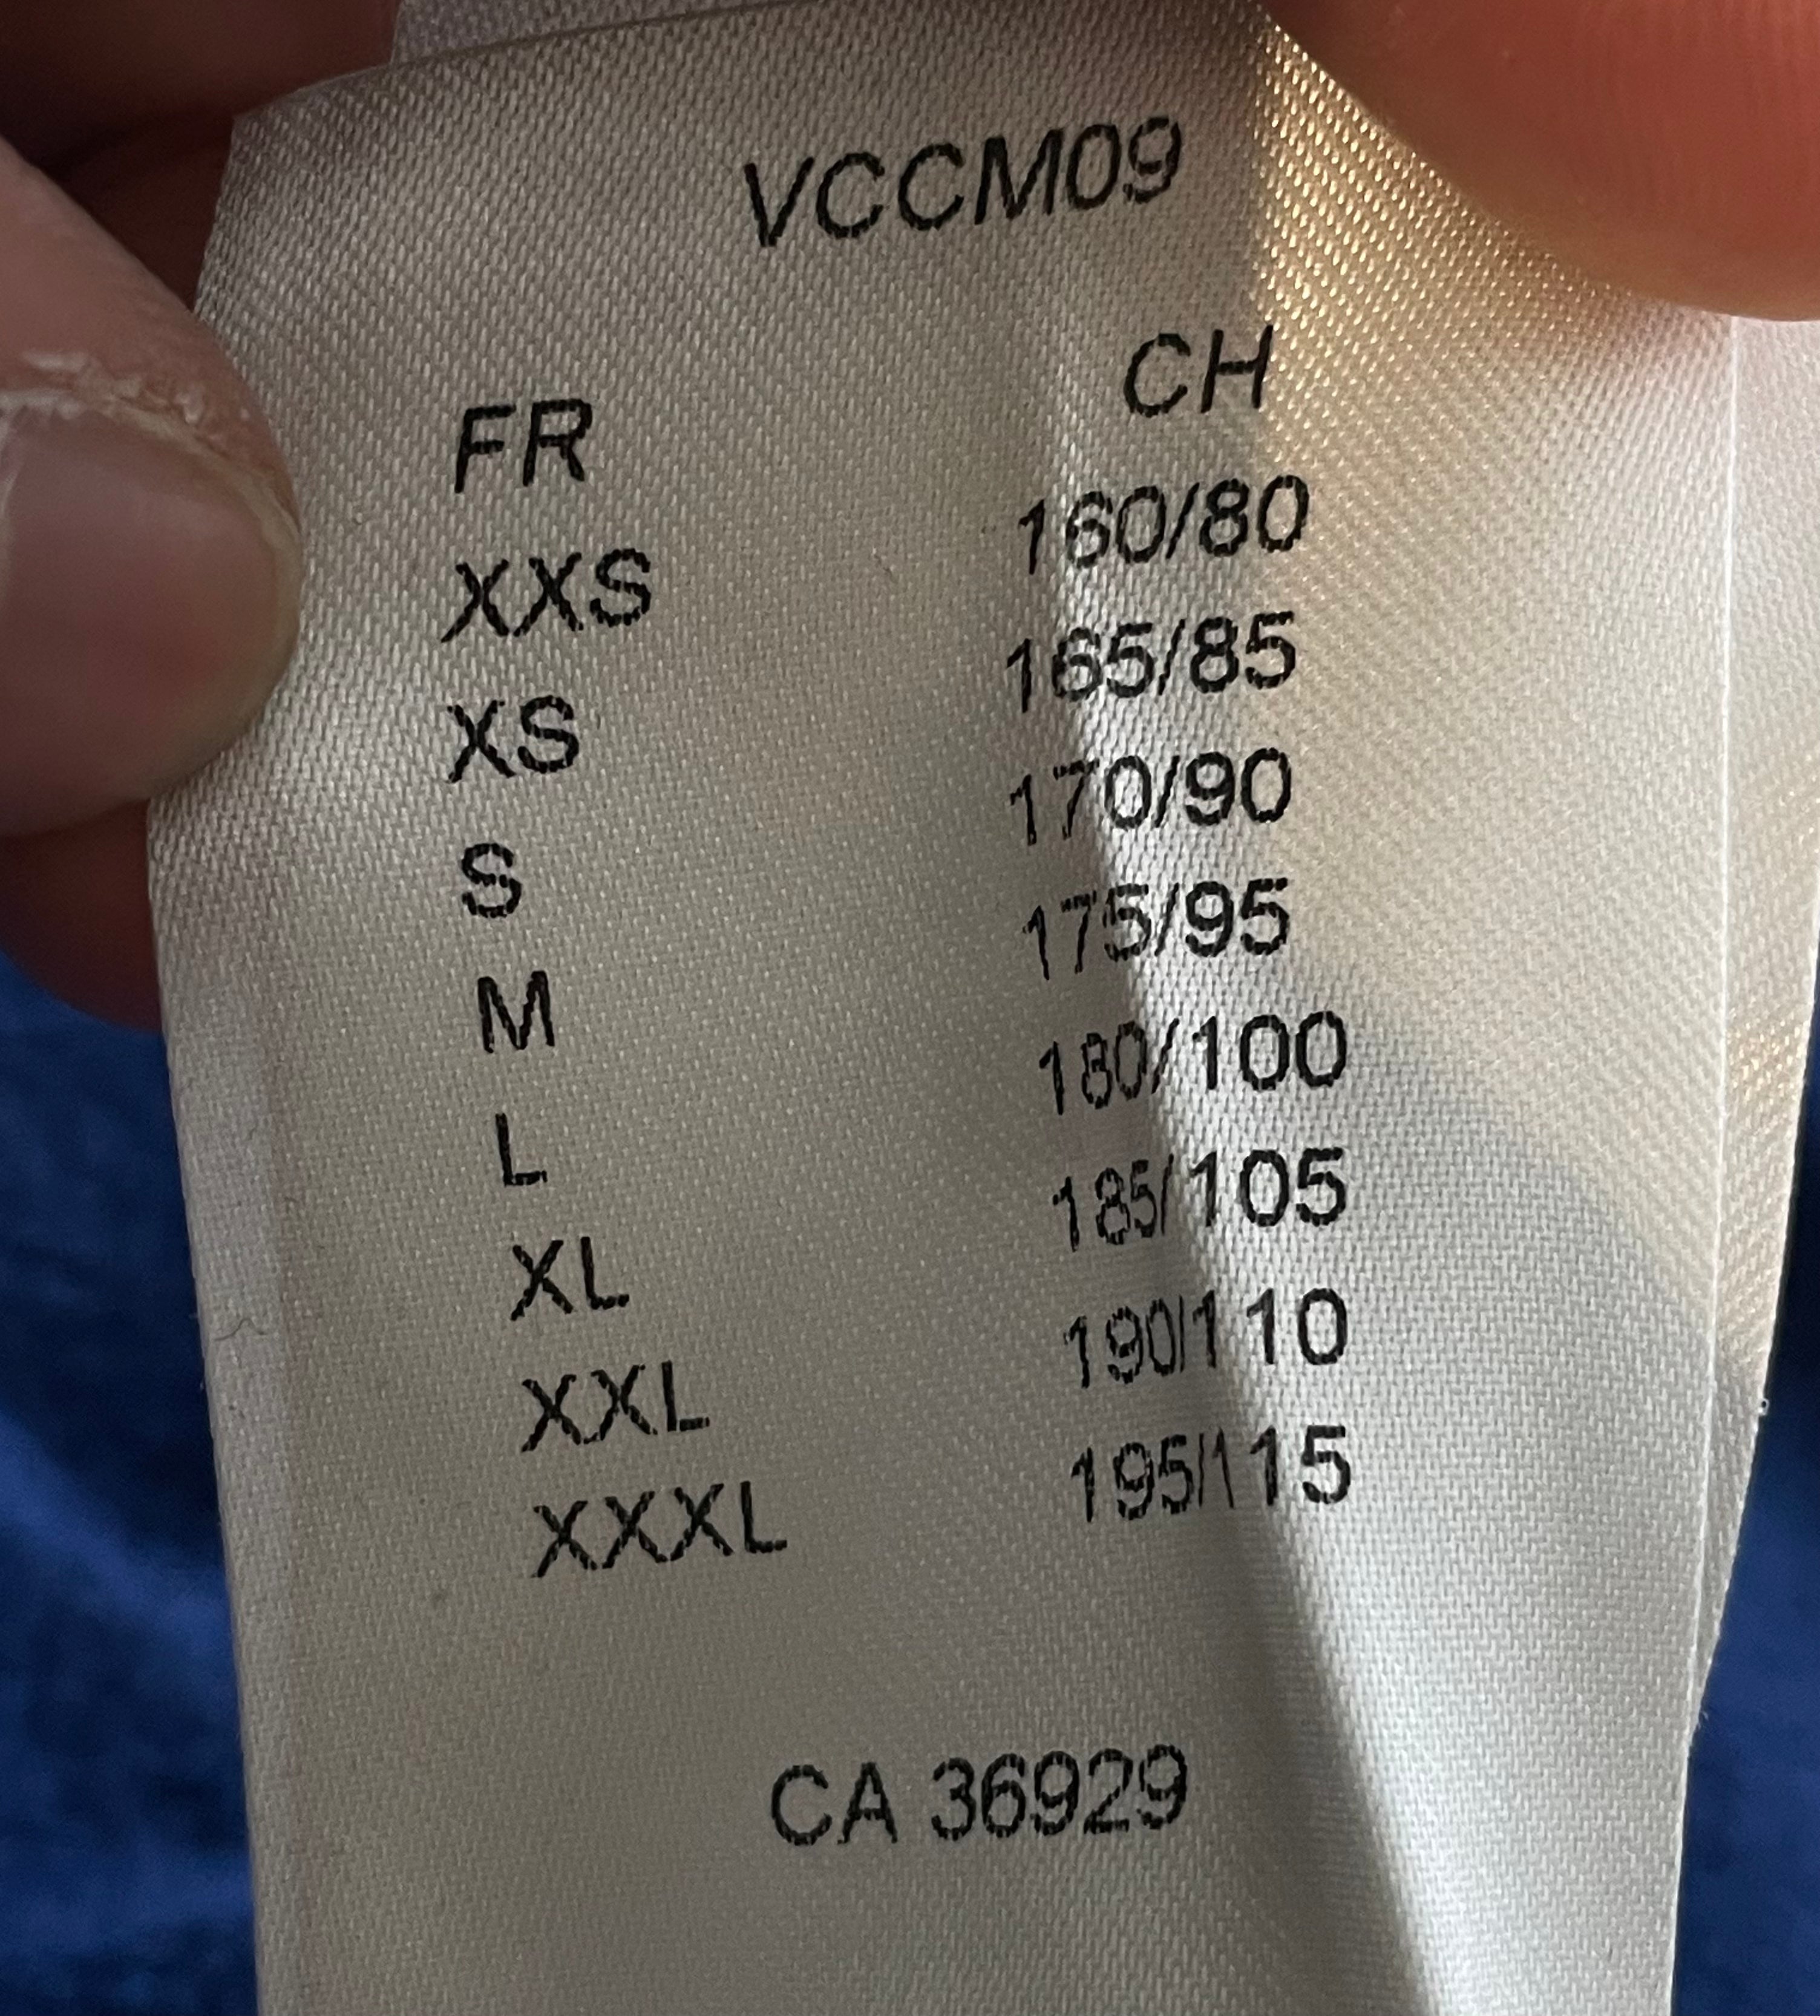 VCCM09
FR CH
XXS 160/80
XS 165/85
S 170/90
M 175/95
L 180/100
XL 185/105
XXL 190/110
XXXL 195/115
CA 36929